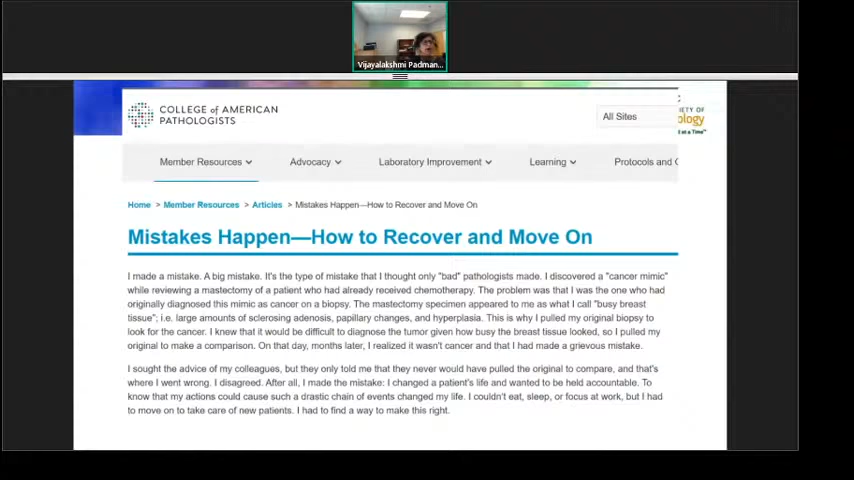 Vijayalakshmi Padman...
COLLEGE of AMERICAN
PATHOLOGISTS
All Sites
IETY OF
ology
at a Time
Member Resources
Advocacy
Laboratory Improvement
Learning
Protocols and
Home > Member Resources > Articles > Mistakes Happen—How to Recover and Move On
Mistakes Happen—How to Recover and Move On
I made a mistake. A big mistake. It's the type of mistake that I thought only "bad" pathologists made. I discovered a "cancer mimic"
while reviewing a mastectomy of a patient who had already received chemotherapy. The problem was that I was the one who had
originally diagnosed this mimic as cancer on a biopsy. The mastectomy specimen appeared to me as what I call "busy breast
tissue"; i.e. large amounts of sclerosing adenosis, papillary changes, and hyperplasia. This is why I pulled my original biopsy to
look for the cancer. I knew that it would be difficult to diagnose the tumor given how busy the breast tissue looked, so I pulled my
original to make a comparison. On that day, months later, I realized it wasn't cancer and that I had made a grievous mistake.
I sought the advice of my colleagues, but they only told me that they never would have pulled the original to compare, and that's
where I went wrong. I disagreed. After all, I made the mistake: I changed a patient's life and wanted to be held accountable. To
know that my actions could cause such a drastic chain of events changed my life. I couldn't eat, sleep, or focus at work, but I had
to move on to take care of new patients. I had to find a way to make this right.